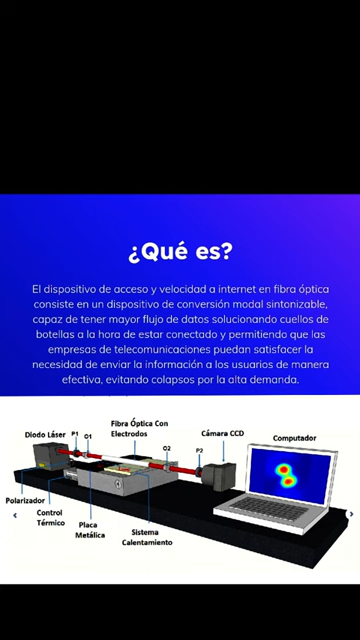 ¿Qué es?
El dispositivo de acceso y velocidad a internet en fibra óptica
consiste en un dispositivo de conversión modal sintonizable,
capaz de tener mayor flujo de datos solucionando cuellos de
botellas a la hora de estar conectado y permitiendo que las
empresas de telecomunicaciones puedan satisfacer la
necesidad de enviar la información a los usuarios de manera
efectiva, evitando colapsos por la alta demanda.
Fibra Óptica Con
Electrodos
Diodo Láser
P1
O1
Cámara CCD
Computador
O2
P2
Polarizador
Control
Térmico
Placa
Metálica
Sistema
Calentamiento